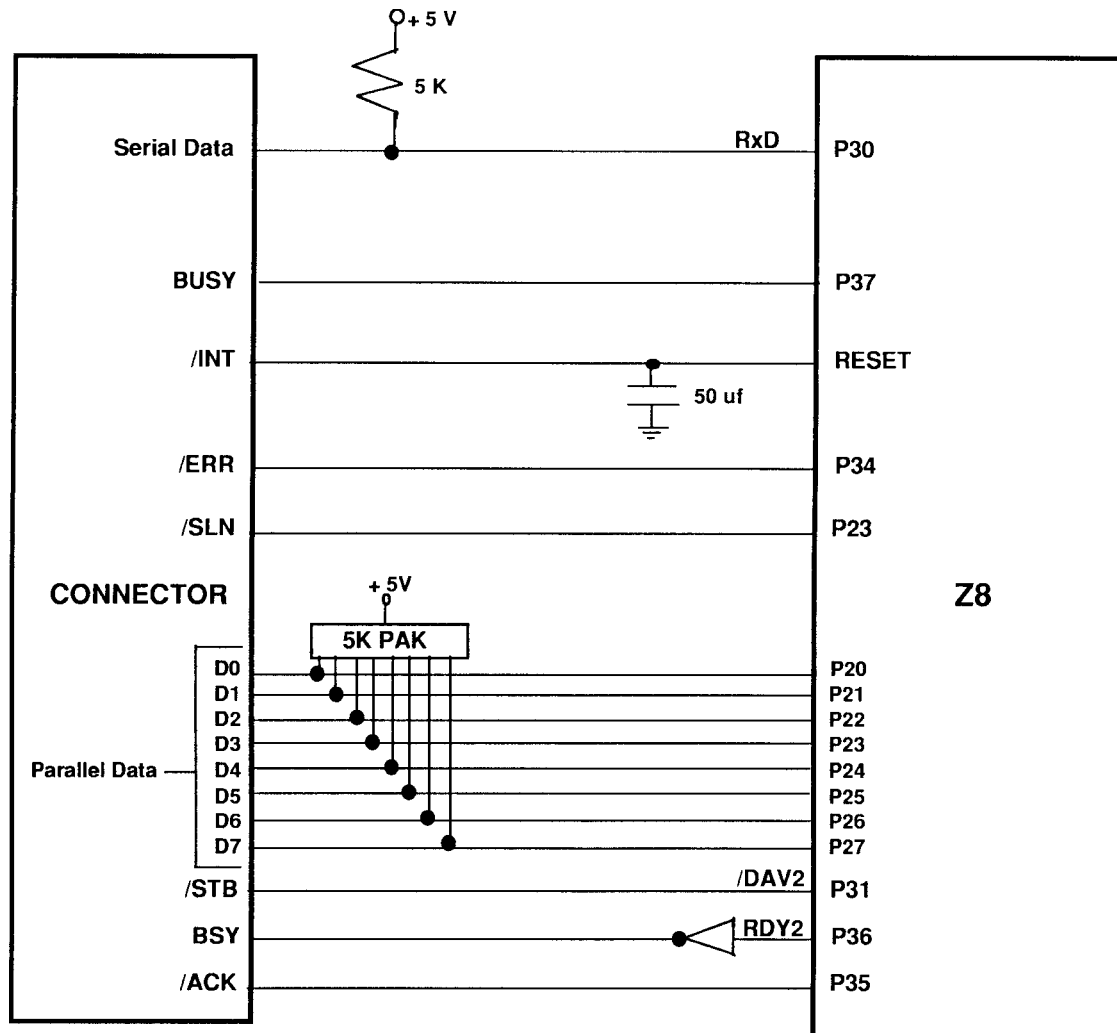 + 5 V
5 K
Serial Data RxD P30
BUSY P37
/INT RESET
50 uf
/ERR P34
/SLN P23
CONNECTOR + 5V Z8
5K PAK
D0 P20
D1 P21
D2 P22
D3 P23
Parallel Data D4 P24
D5 P25
D6 P26
D7 P27
/STB /DAV2 P31
BSY RDY2 P36
/ACK P35